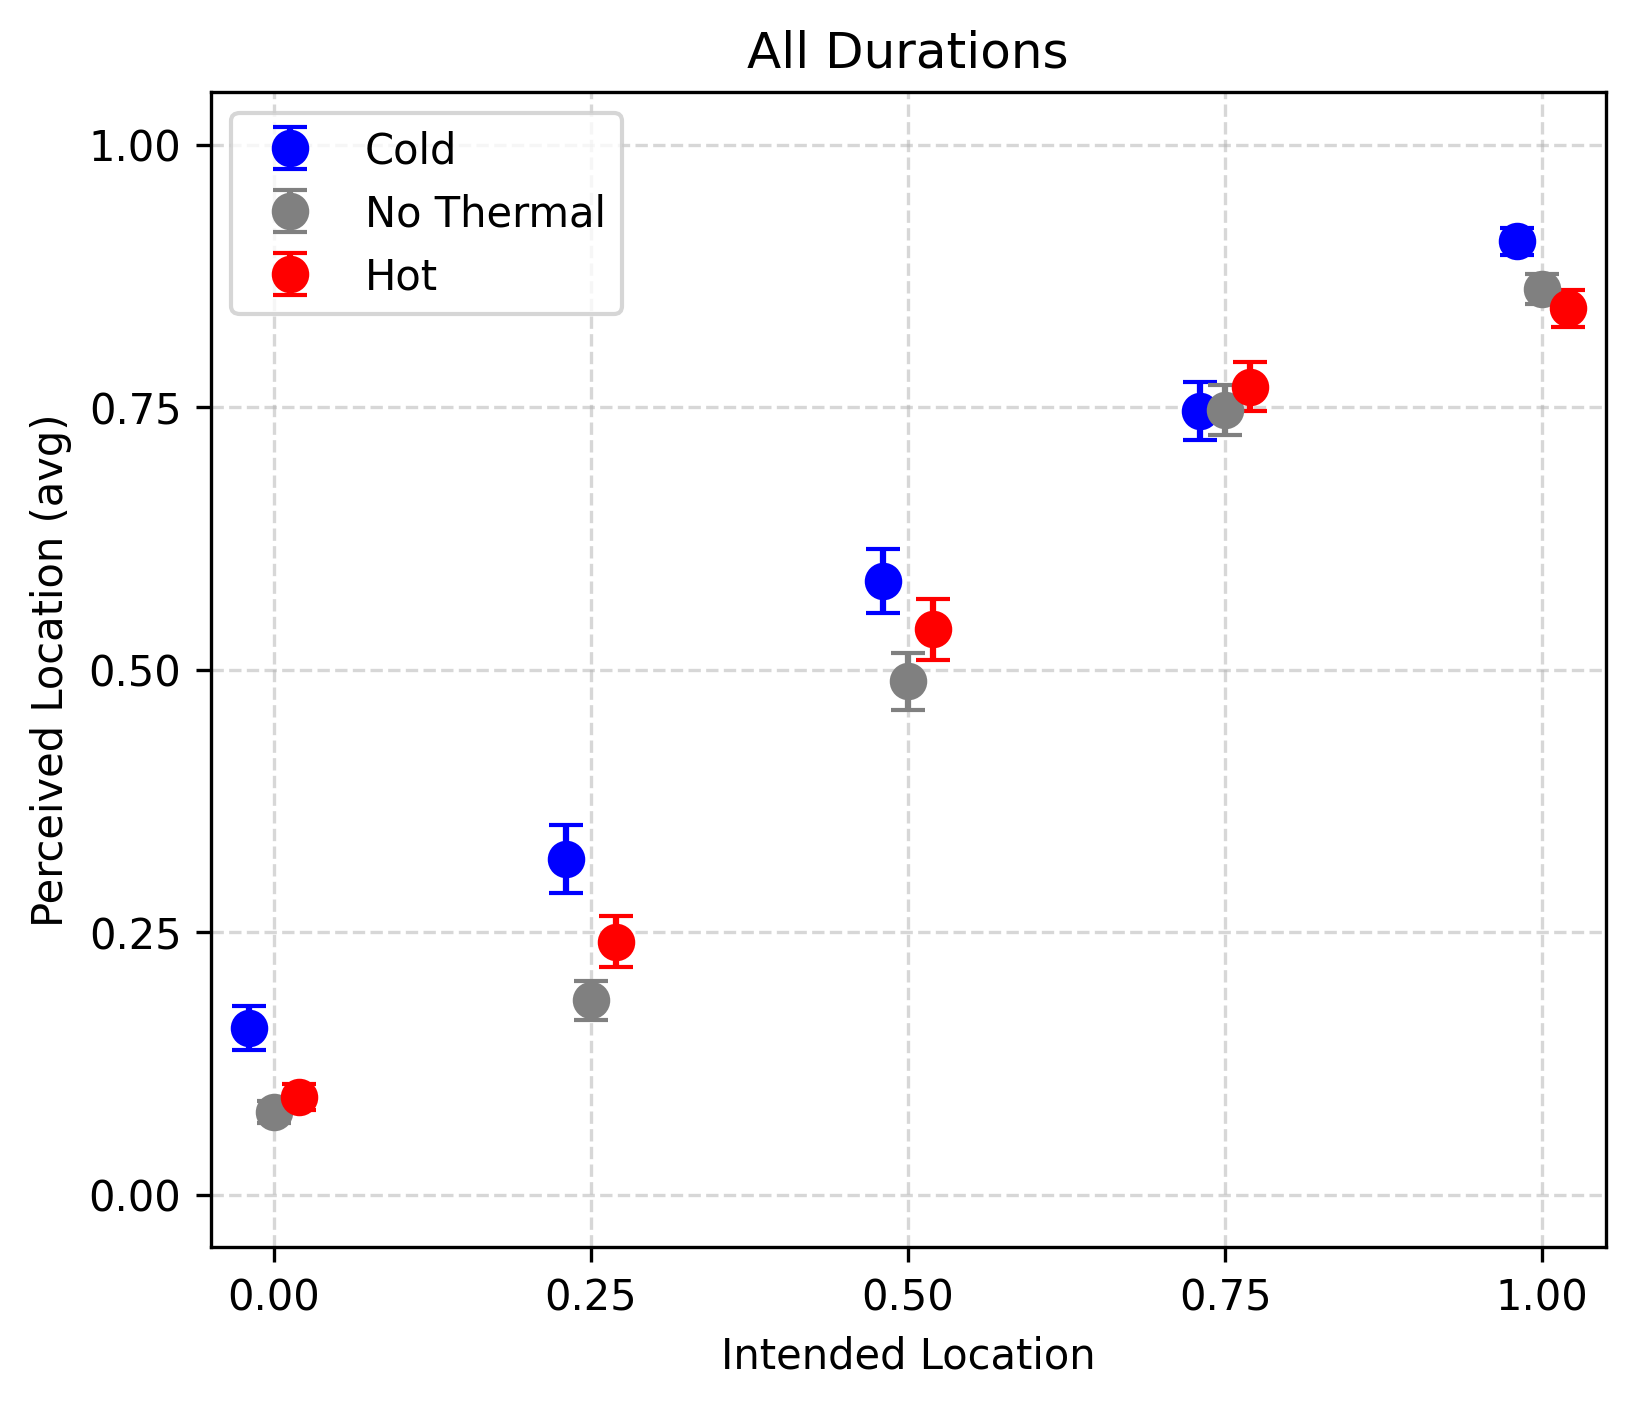 All Durations
Cold
No Thermal
Hot
1.00
0.75
0.50
0.25
0.00
Perceived Location (avg)
0.00 0.25 0.50 0.75 1.00
Intended Location